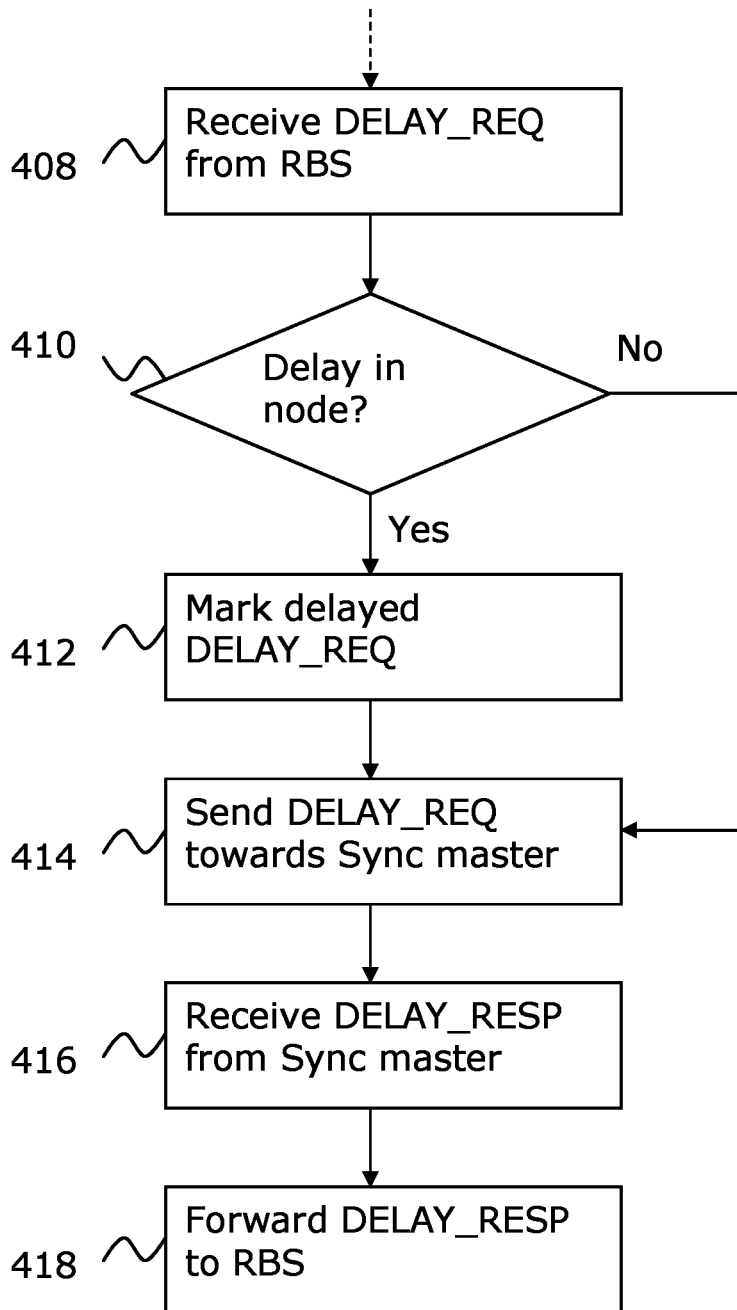 Receive DELAY_REQ
from RBS
408
410
Delay in
node?
No
Yes
Mark delayed
DELAY_REQ
412
Send DELAY_REQ
towards Sync master
414
Receive DELAY_RESP
from Sync master
416
Forward DELAY_RESP
to RBS
418